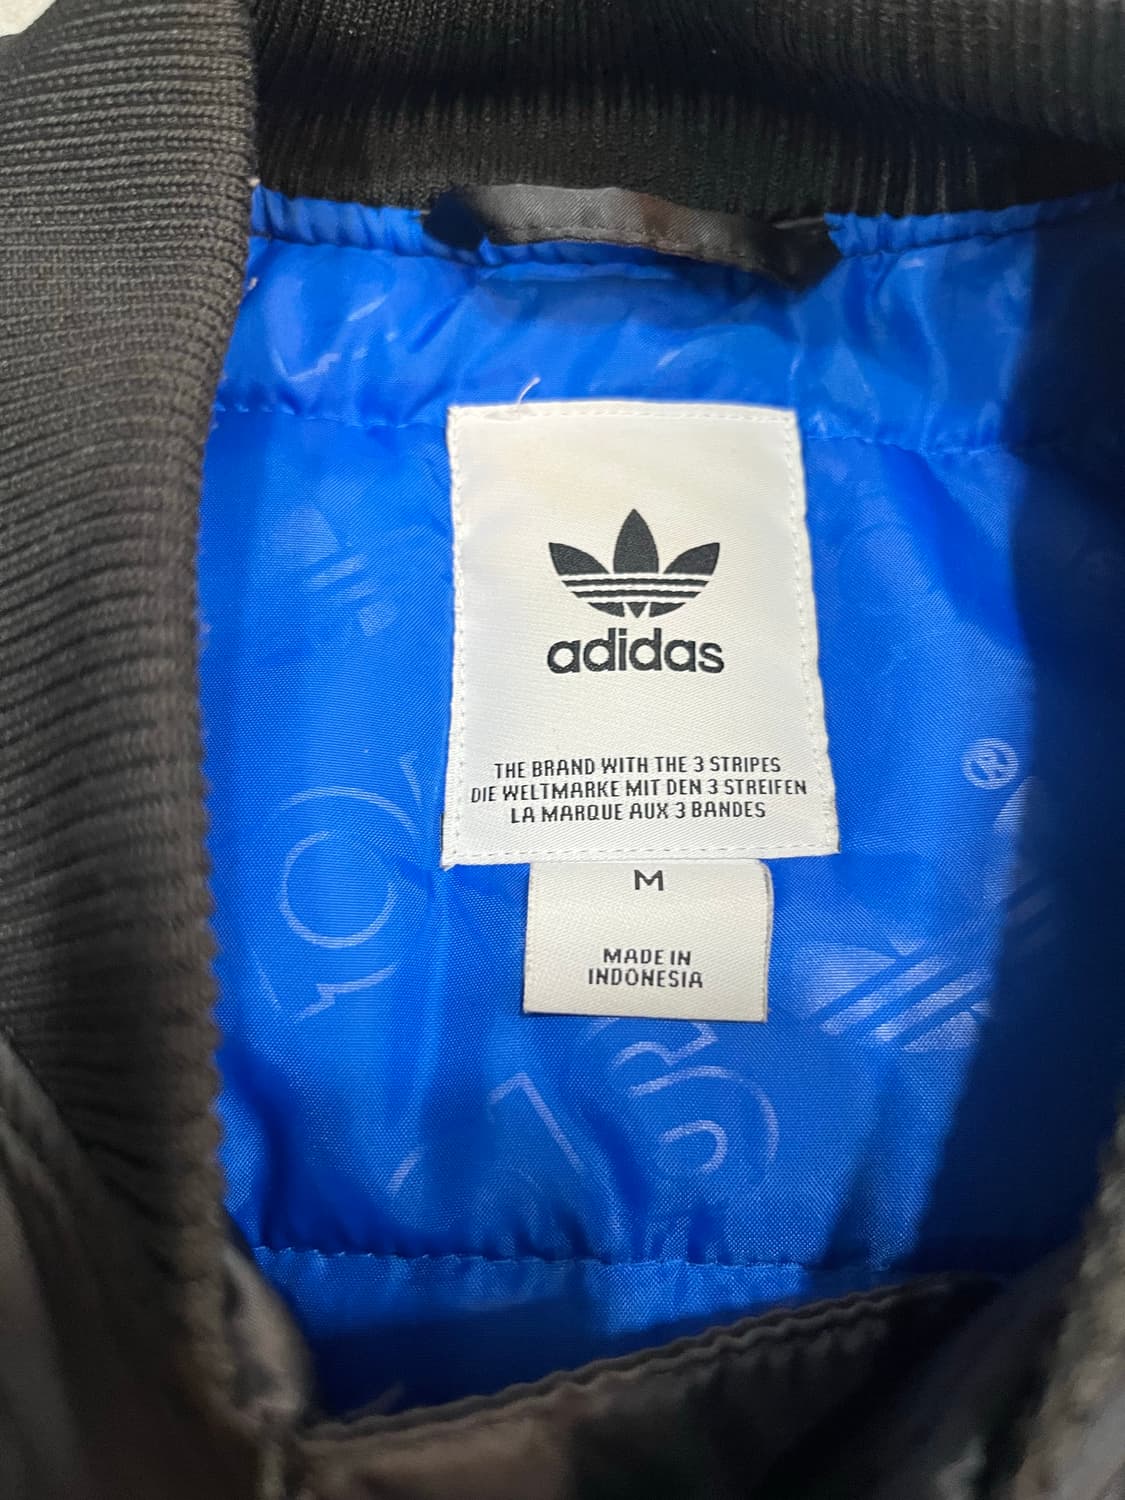 adidas
THE BRAND WITH THE 3 STRIPES
DIE WELTMARKE MIT DEN 3 STREIFEN
LA MARQUE AUX 3 BANDES
M
MADE IN
INDONESIA
®